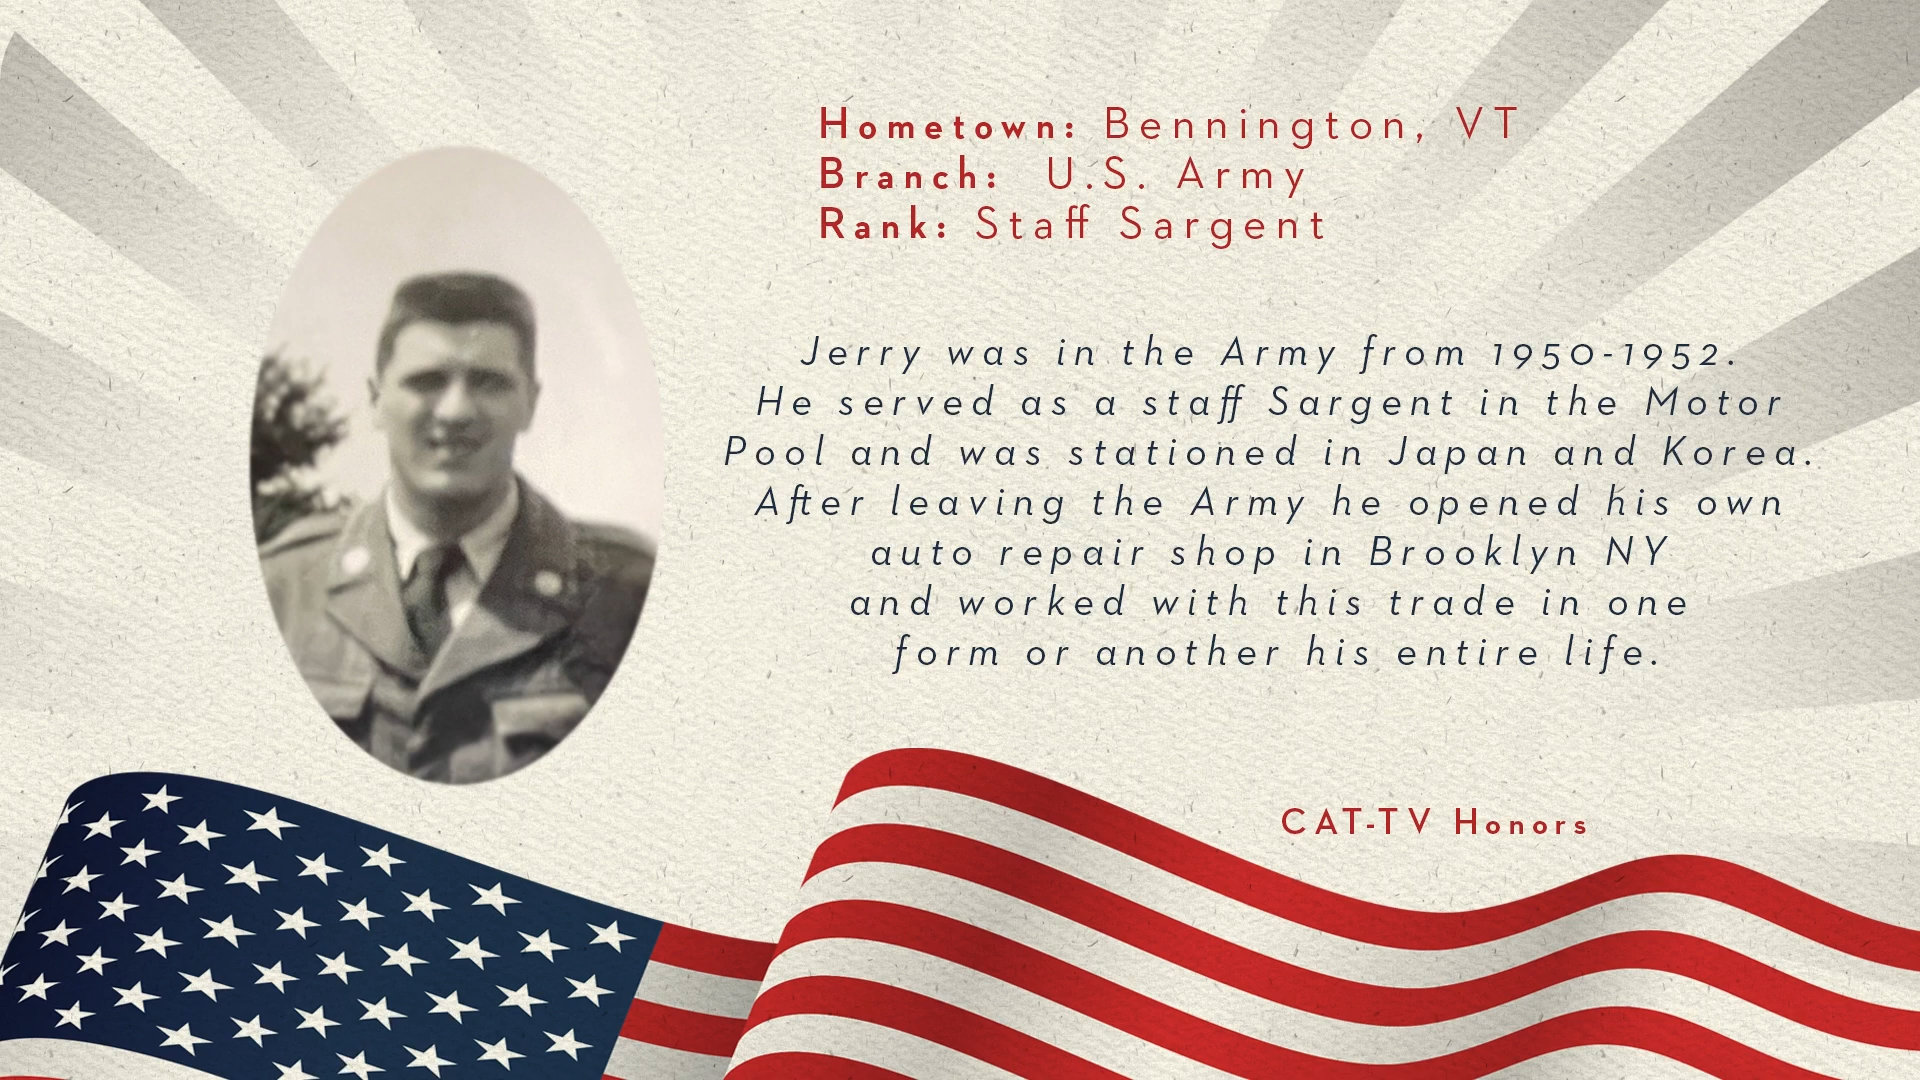 Hometown: Bennington, VT
Branch: U.S. Army
Rank: Staff Sargent
Jerry was in the Army from 1950-1952.
He served as a staff Sargent in the Motor
Pool and was stationed in Japan and Korea.
After leaving the Army he opened his own
auto repair shop in Brooklyn NY
and worked with this trade in one
form or another his entire life.
CAT-TV Honors